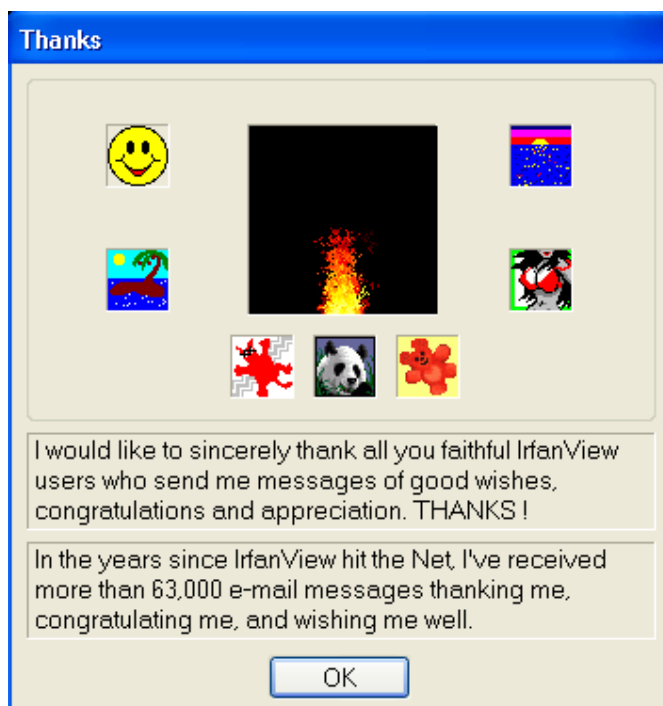 Thanks
I would like to sincerely thank all you faithful IrfanView
users who send me messages of good wishes,
congratulations and appreciation. THANKS !
In the years since IrfanView hit the Net, I've received
more than 63,000 e-mail messages thanking me,
congratulating me, and wishing me well.
OK